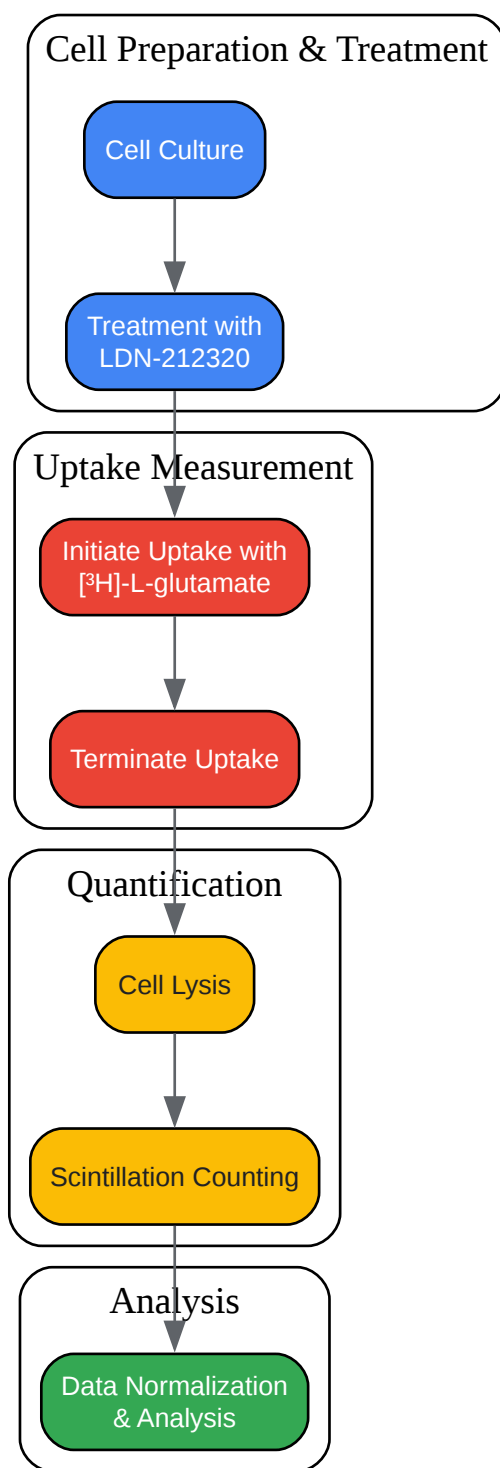 Cell Preparation & Treatment
Cell Culture
Treatment with
LDN-212320
Uptake Measurement
Initiate Uptake with
[³H]-L-glutamate
Terminate Uptake
Quantification
Cell Lysis
Scintillation Counting
Analysis
Data Normalization
& Analysis